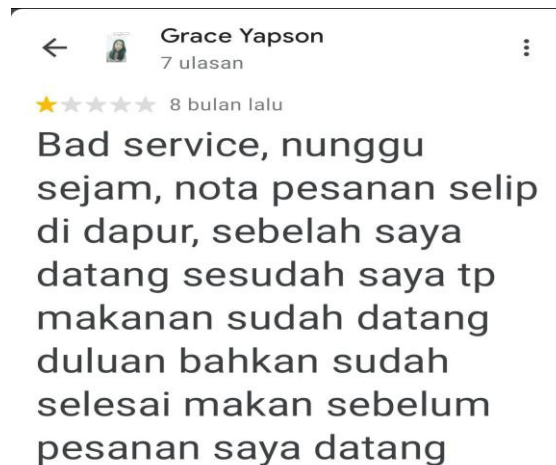 Grace Yapson
7 ulasan
8 bulan lalu
Bad service, nunggu
sejam, nota pesanan selip
di dapur, sebelah saya
datang sesudah saya tp
makanan sudah datang
duluan bahkan sudah
selesai makan sebelum
pesanan saya datang